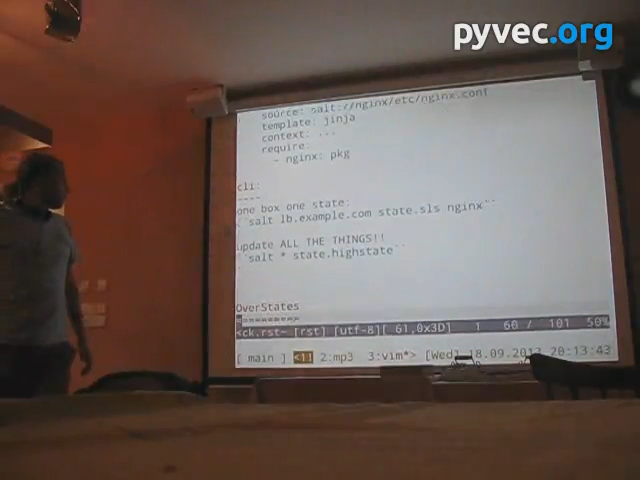 pyvec.org
source: salt://nginx/etc/nginx.conf
template: jinja
context: ...
require:
- nginx: pkg
cli:
----
one box one state:
``salt lb.example.com state.sls nginx``
update ALL THE THINGS!!
``salt * state.highstate``
OverStates
==========
<ck.rst~ [rst] [utf-8][ 61,0x3D] 1 60 / 101 50%
[ main ] 2:mp3 3:vim*> [Wed] 18.09.2013 20:13:43